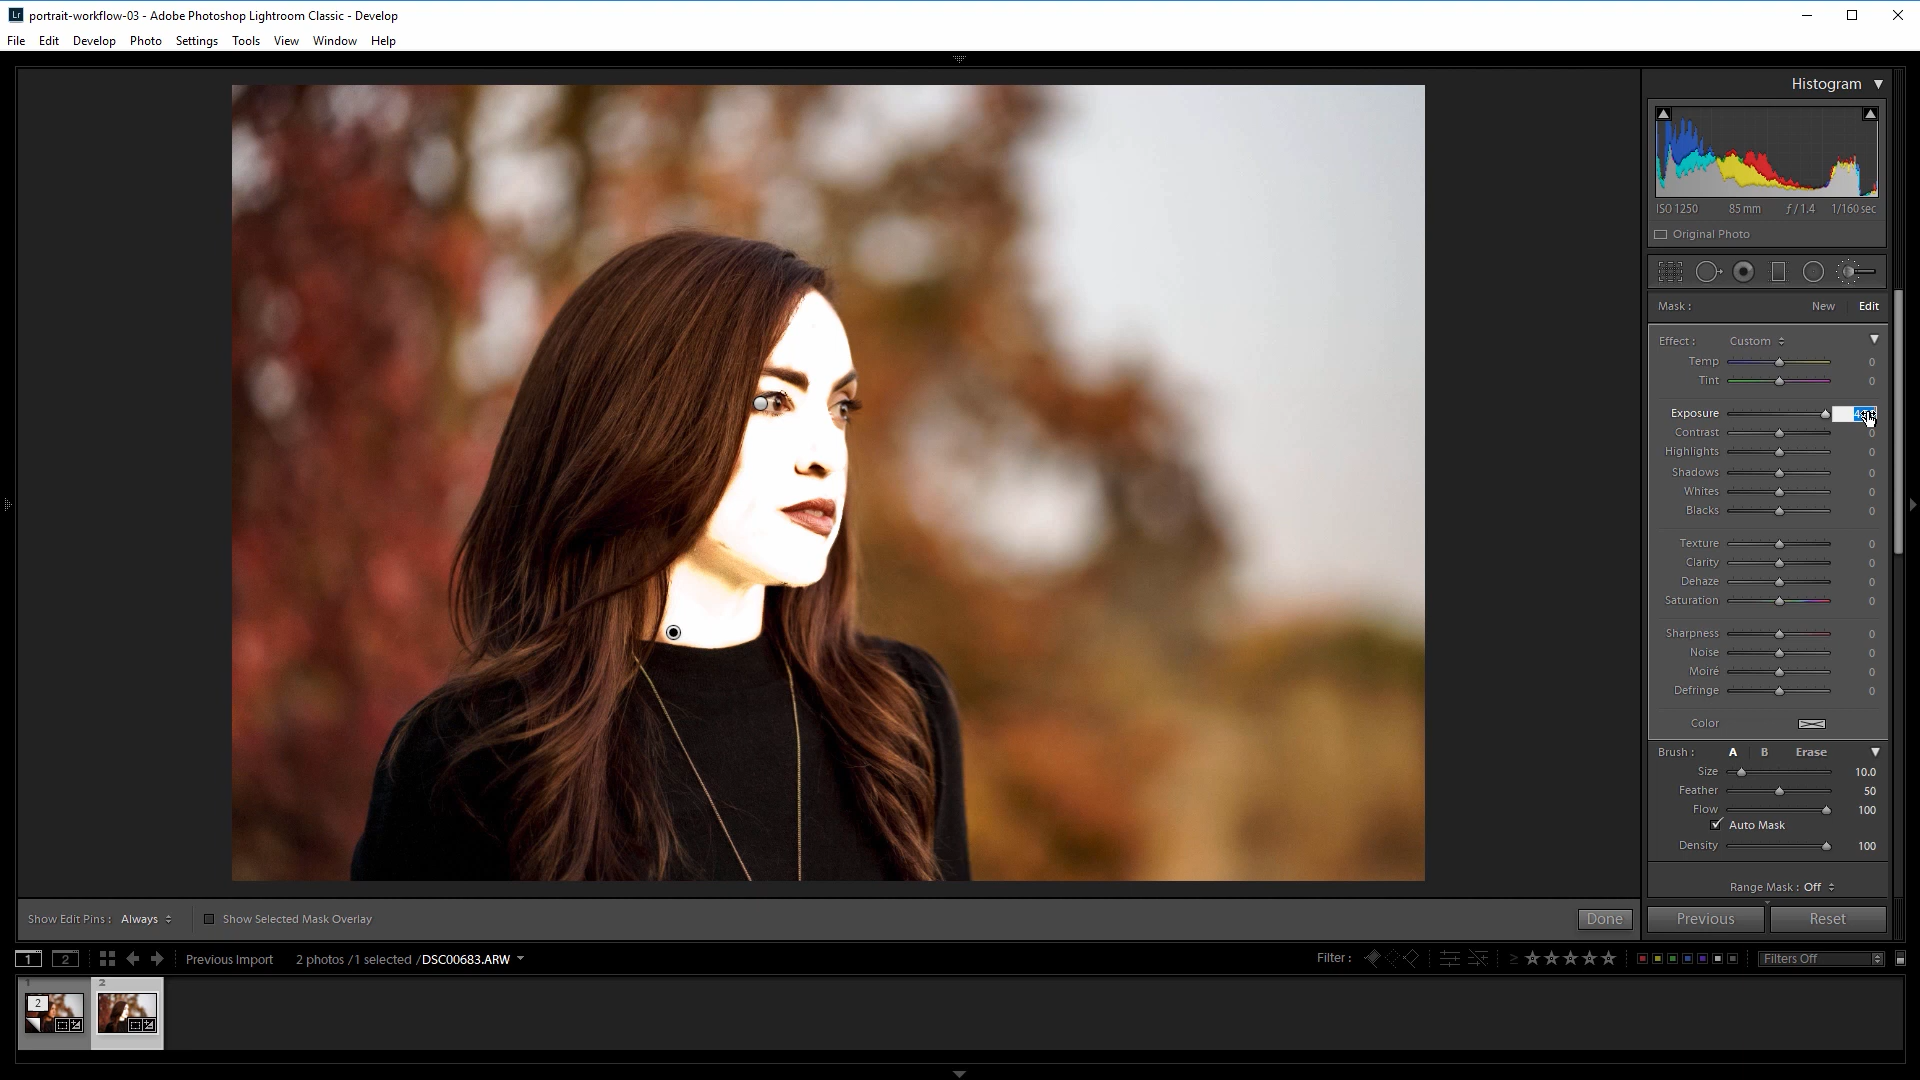 Lr portrait-workflow-03 - Adobe Photoshop Lightroom Classic - Develop
File Edit Develop Photo Settings Tools View Window Help
Histogram
ISO 1250 85 mm ƒ / 1.4 1/160 sec
Original Photo
Mask : New Edit
Effect : Custom
Temp 0
Tint 0
Exposure
Contrast 0
Highlights 0
Shadows 0
Whites 0
Blacks 0
Texture 0
Clarity 0
Dehaze 0
Saturation 0
Sharpness 0
Noise 0
Moiré 0
Defringe 0
Color
Brush : A B Erase
Size 10.0
Feather 50
Flow 100
Auto Mask
Density 100
Range Mask : Off
Show Edit Pins : Always Show Selected Mask Overlay Done
Previous Reset
1 2 Previous Import 2 photos / 1 selected / DSC00683.ARW Filter : ≥ Filters Off
1 2
2